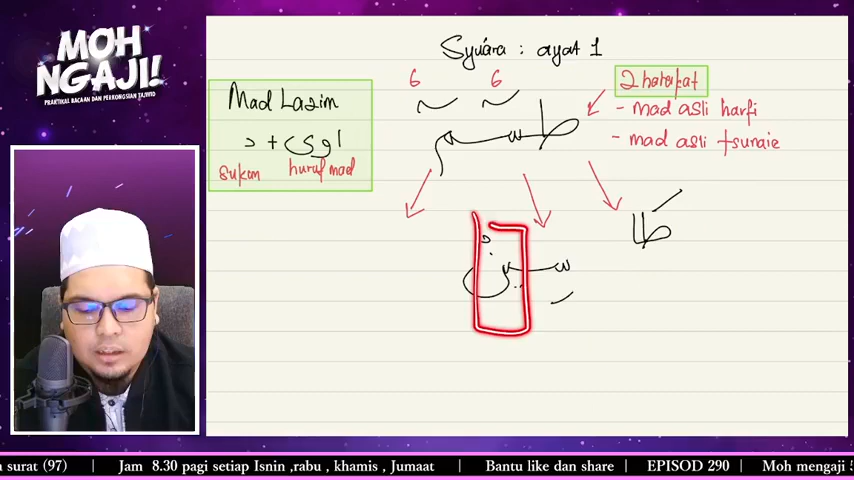 MOH
NGAJI!
PRAKTIKAL BACAAN DAN PERKONGSIAN TAJWID
Syuara : ayat 1
6 6
طسم
2 harakat
- mad asli harfi
- mad asli tsunaie
Mad Lazim
اوي + ـْ
sukun huruf mad
طا
سين
surat (97) | Jam 8.30 pagi setiap Isnin ,rabu , khamis , Jumaat | Bantu like dan share | EPISOD 290 | Moh mengaji